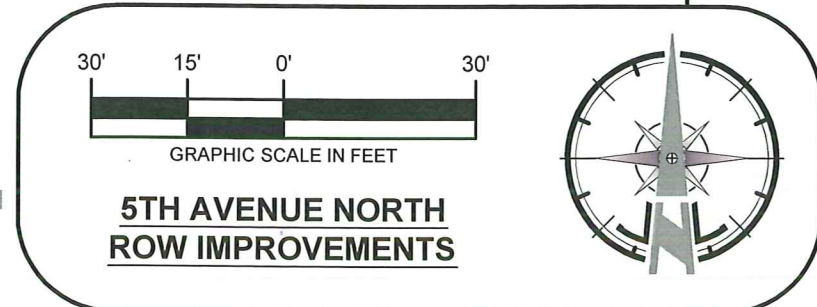 30' 15' 0' 30'
GRAPHIC SCALE IN FEET
5TH AVENUE NORTH
ROW IMPROVEMENTS
N